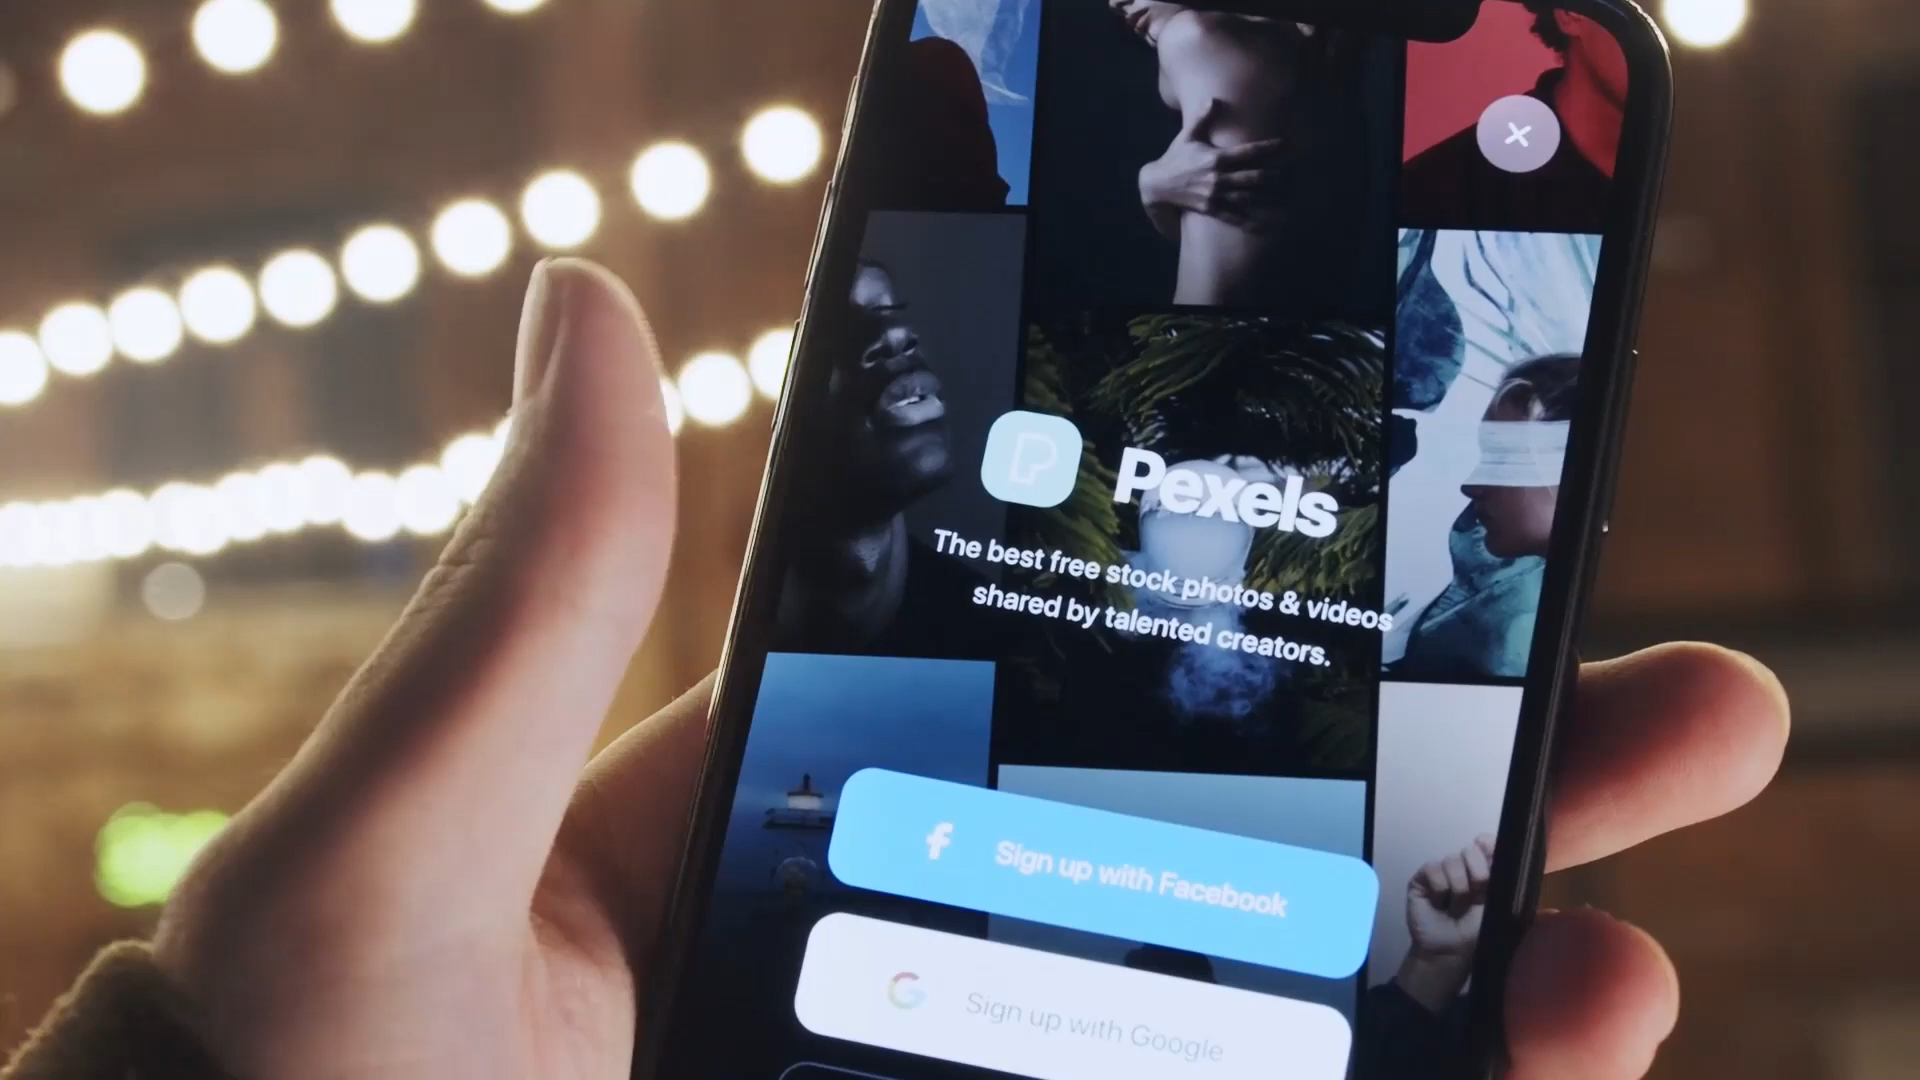 Pexels
The best free stock photos & videos
shared by talented creators.
Sign up with Facebook
Sign up with Google